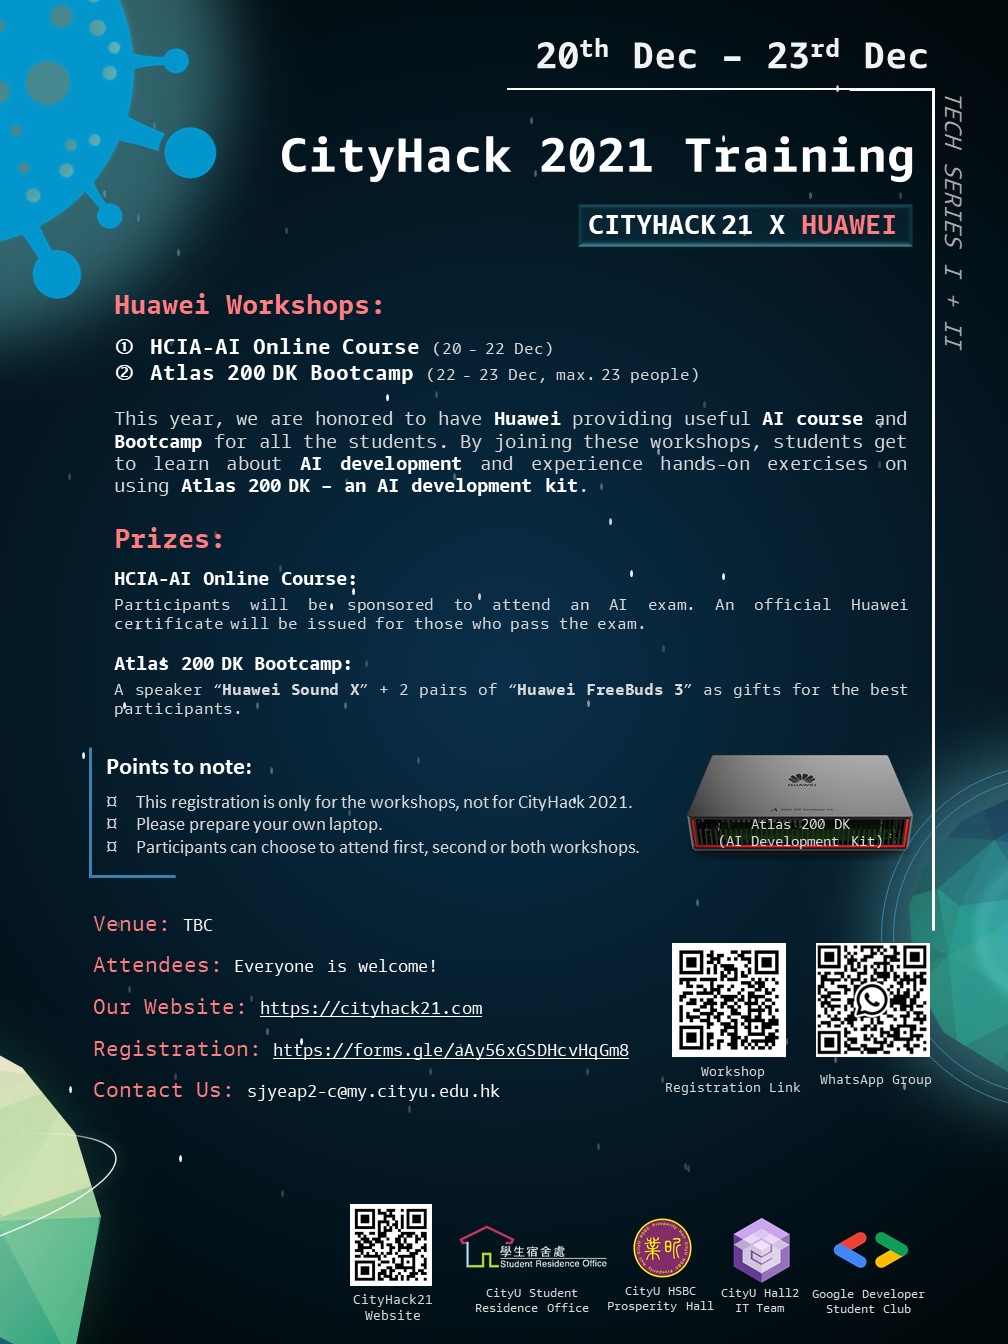 20th Dec – 23rd Dec
TECH SERIES I + II
CityHack 2021 Training
CITYHACK 21 X HUAWEI
Huawei Workshops:
① HCIA-AI Online Course (20 - 22 Dec)
② Atlas 200 DK Bootcamp (22 - 23 Dec, max. 23 people)
This year, we are honored to have Huawei providing useful AI course and
Bootcamp for all the students. By joining these workshops, students get
to learn about AI development and experience hands-on exercises on
using Atlas 200 DK – an AI development kit.
Prizes:
HCIA-AI Online Course:
Participants will be sponsored to attend an AI exam. An official Huawei
certificate will be issued for those who pass the exam.
Atlas 200 DK Bootcamp:
A speaker “Huawei Sound X” + 2 pairs of “Huawei FreeBuds 3” as gifts for the best
participants.
Points to note:
¤ This registration is only for the workshops, not for CityHack 2021.
¤ Please prepare your own laptop.
¤ Participants can choose to attend first, second or both workshops.
HUAWEI
Atlas 200 DK
(AI Development Kit)
Venue: TBC
Attendees: Everyone is welcome!
Our Website: https://cityhack21.com
Registration: https://forms.gle/aAy56xGSDHcvHqGm8
Contact Us: sjyeap2-c@my.cityu.edu.hk
Workshop
Registration Link
WhatsApp Group
CityHack21
Website
學生宿舍處
Student Residence Office
CityU Student
Residence Office
業昕
CityU HSBC
Prosperity Hall
CityU Hall2
IT Team
Google Developer
Student Club